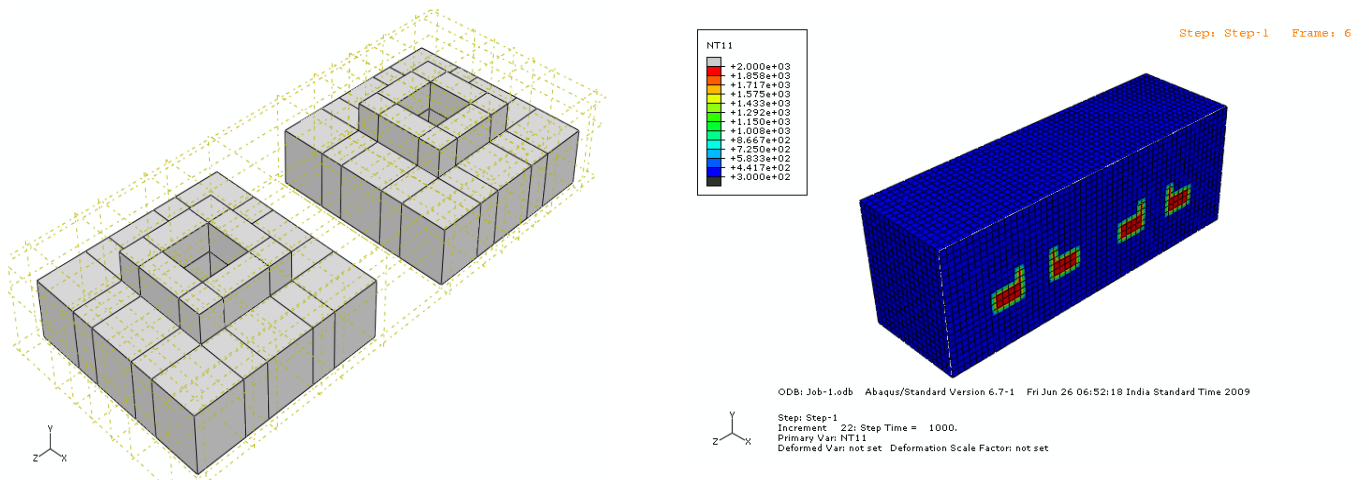 Step: Step-1 Frame: 6
NT11
+2.000e+03
+1.858e+03
+1.717e+03
+1.575e+03
+1.433e+03
+1.292e+03
+1.150e+03
+1.008e+03
+8.667e+02
+7.250e+02
+5.833e+02
+4.417e+02
+3.000e+02
ODB: Job-1.odb Abaqus/Standard Version 6.7-1 Fri Jun 26 06:52:18 India Standard Time 2009
Step: Step-1
Increment 22: Step Time = 1000.
Primary Var: NT11
Deformed Var: not set Deformation Scale Factor: not set
Y
Z X
Y
Z X